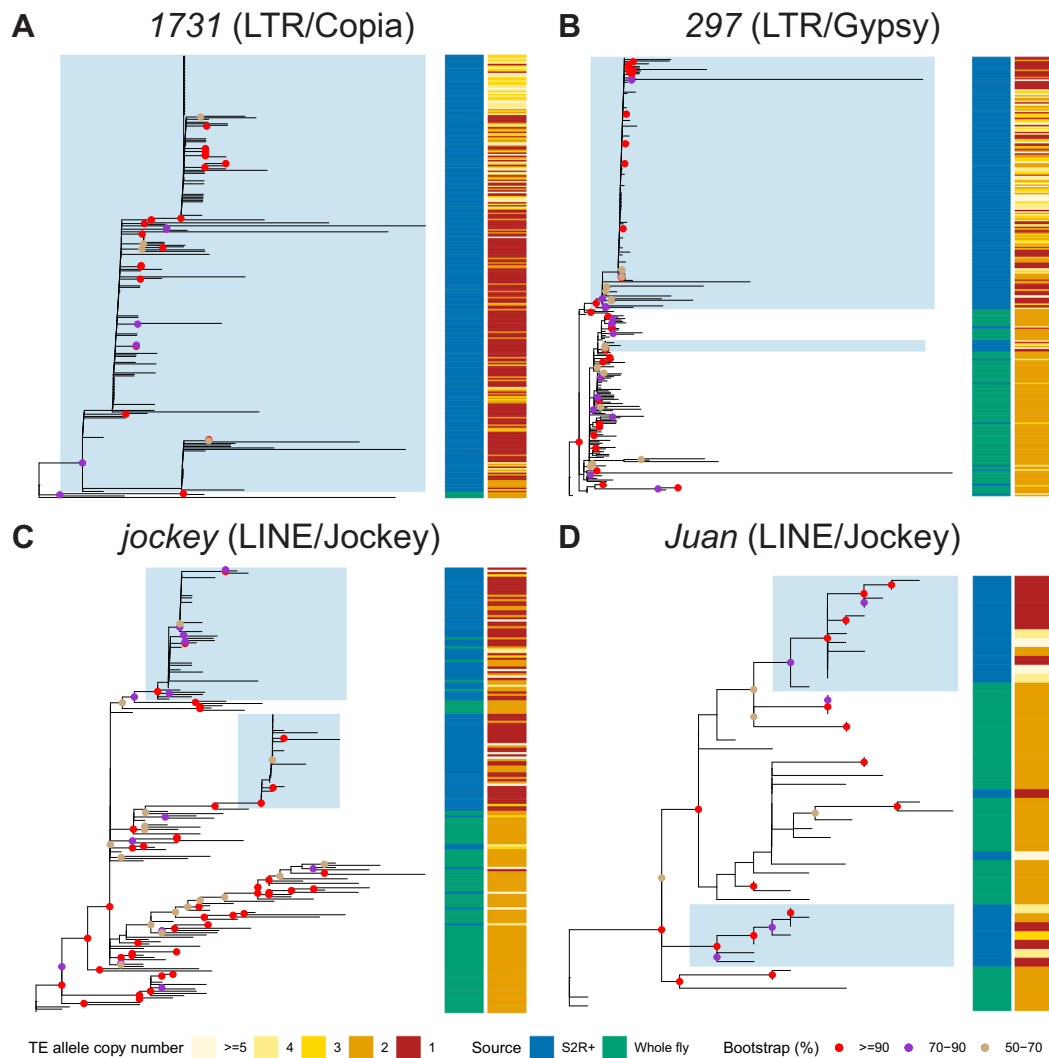 A 1731 (LTR/Copia)
B 297 (LTR/Gypsy)
C jockey (LINE/Jockey)
D Juan (LINE/Jockey)
TE allele copy number >=5 4 3 2 1 Source S2R+ Whole fly Bootstrap (%) >=90 70−90 50−70